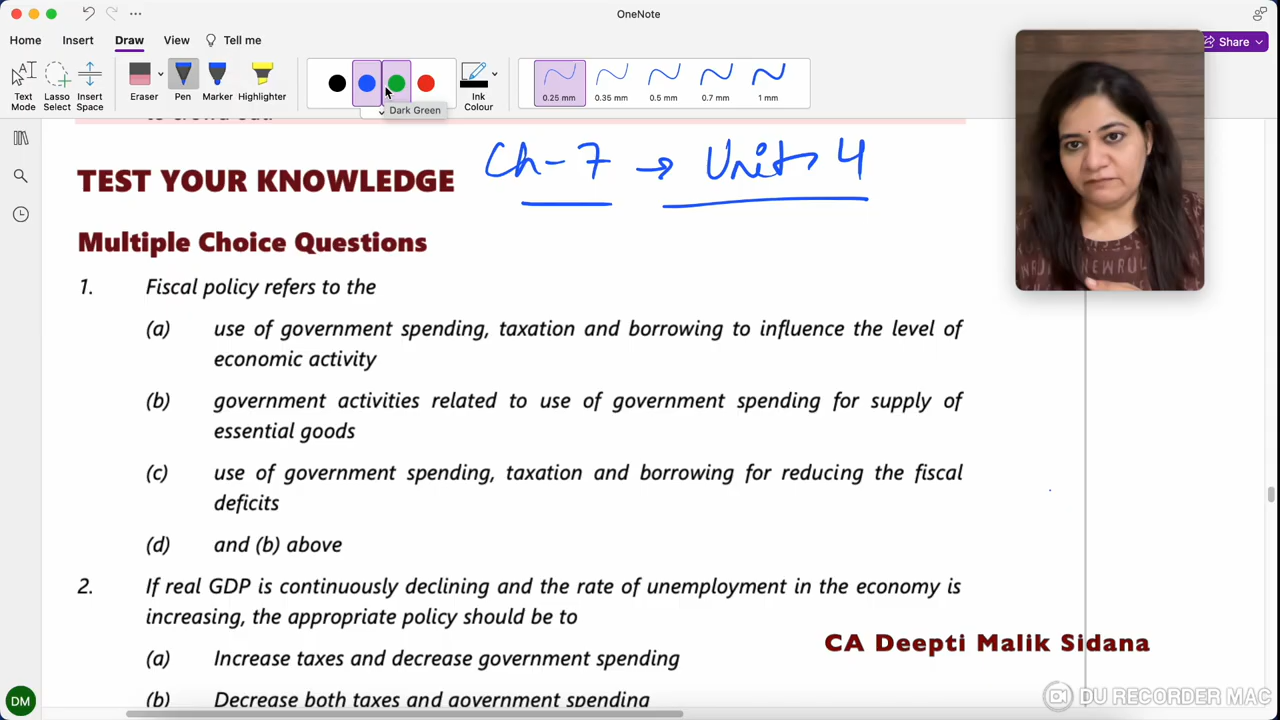 OneNote
Home Insert Draw View Tell me
Share
Text Mode
Lasso Select
Insert Space
Eraser
Pen
Marker
Highlighter
Ink Colour
0.25 mm
0.35 mm
0.5 mm
0.7 mm
1 mm
Dark Green
TEST YOUR KNOWLEDGE Ch-7 → Unit 4
Multiple Choice Questions
1. Fiscal policy refers to the
(a) use of government spending, taxation and borrowing to influence the level of
economic activity
(b) government activities related to use of government spending for supply of
essential goods
(c) use of government spending, taxation and borrowing for reducing the fiscal
deficits
(d) and (b) above
2. If real GDP is continuously declining and the rate of unemployment in the economy is
increasing, the appropriate policy should be to
(a) Increase taxes and decrease government spending
(b) Decrease both taxes and government spending
CA Deepti Malik Sidana
DM
DU RECORDER MAC